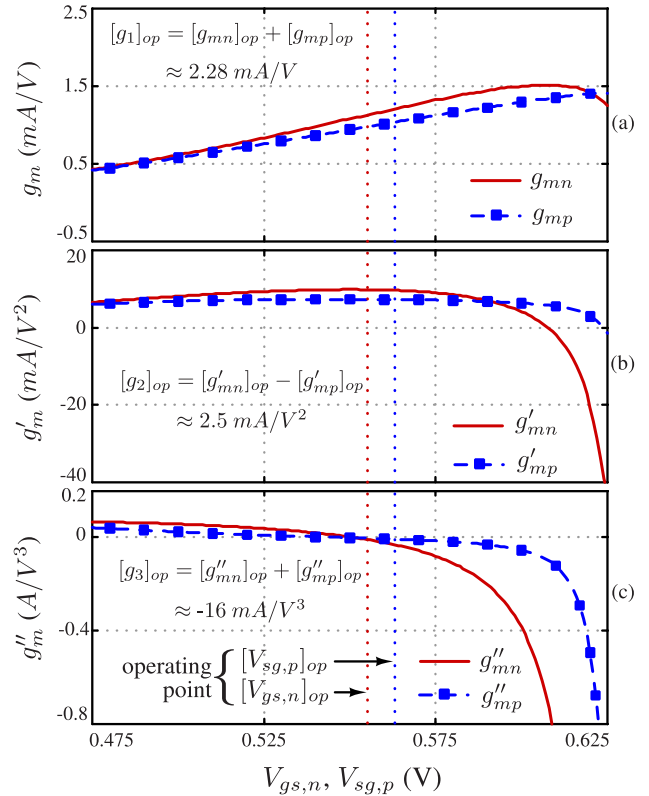 2.5
[g1]op = [gmn]op + [gmp]op
≈ 2.28 mA/V
1.5
0.5
-0.5
gm (mA/V)
gmn
gmp
(a)
20
0
-20
-40
g′m (mA/V²)
[g2]op = [g′mn]op − [g′mp]op
≈ 2.5 mA/V²
g′mn
g′mp
(b)
0.2
0
-0.4
-0.8
g″m (A/V³)
[g3]op = [g″mn]op + [g″mp]op
≈ -16 mA/V³
operating point { [Vsg,p]op
[Vgs,n]op
g″mn
g″mp
(c)
0.475 0.525 0.575 0.625
Vgs,n, Vsg,p (V)